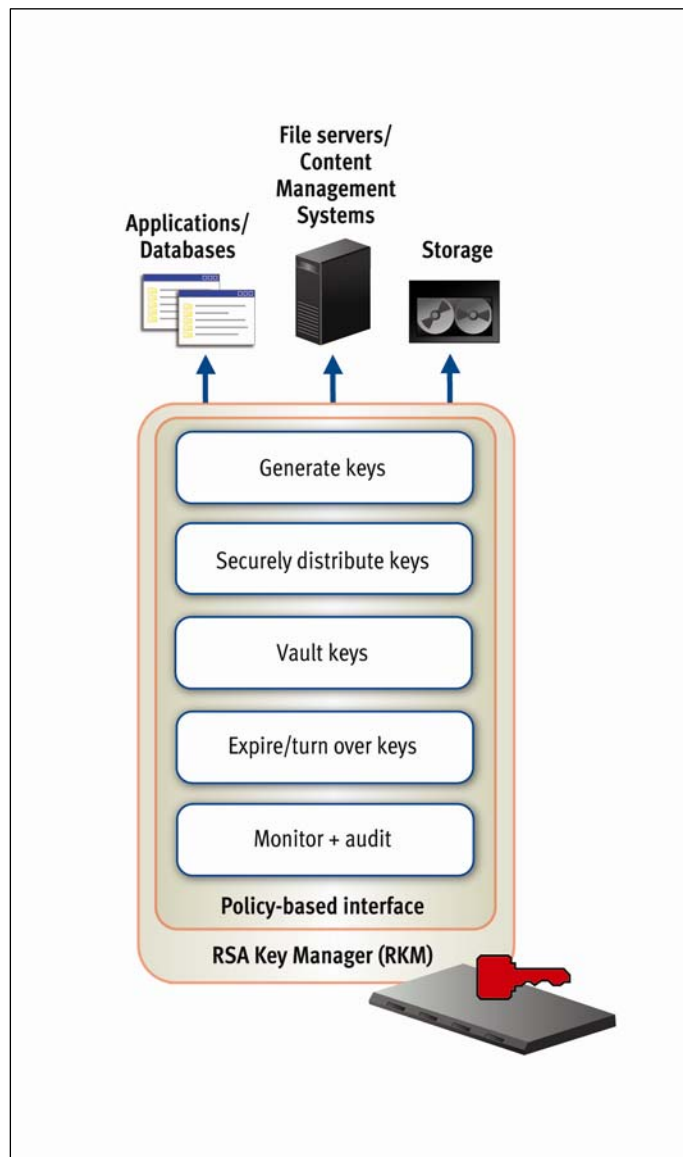 File servers/
Content
Management
Systems
Applications/
Databases
Storage
Generate keys
Securely distribute keys
Vault keys
Expire/turn over keys
Monitor + audit
Policy-based interface
RSA Key Manager (RKM)